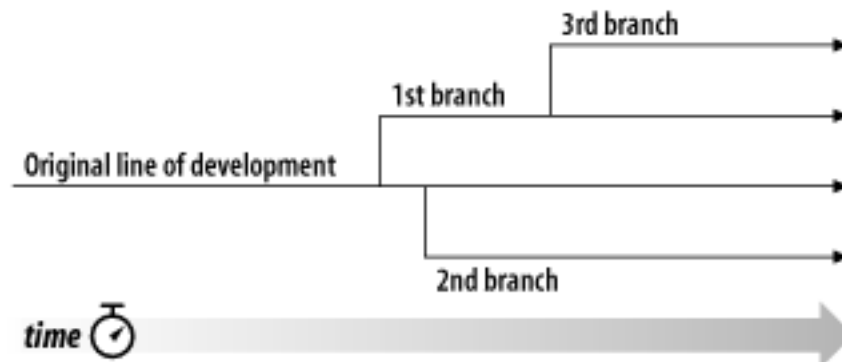 3rd branch
1st branch
Original line of development
2nd branch
time